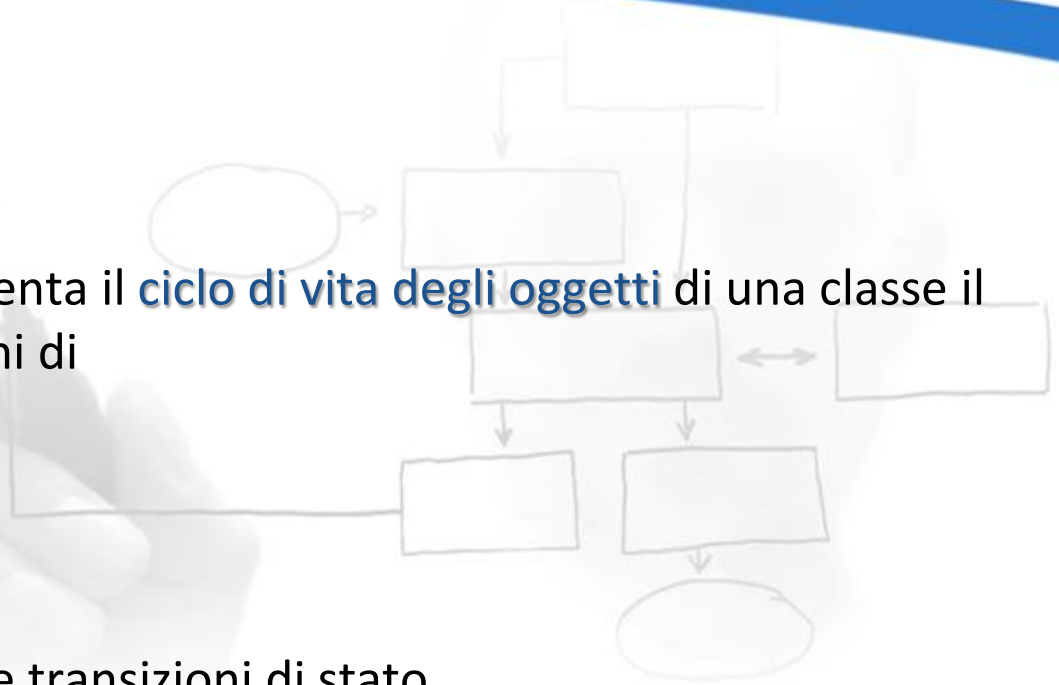 enta il ciclo di vita degli oggetti di una classe il
ni di
e transizioni di stato